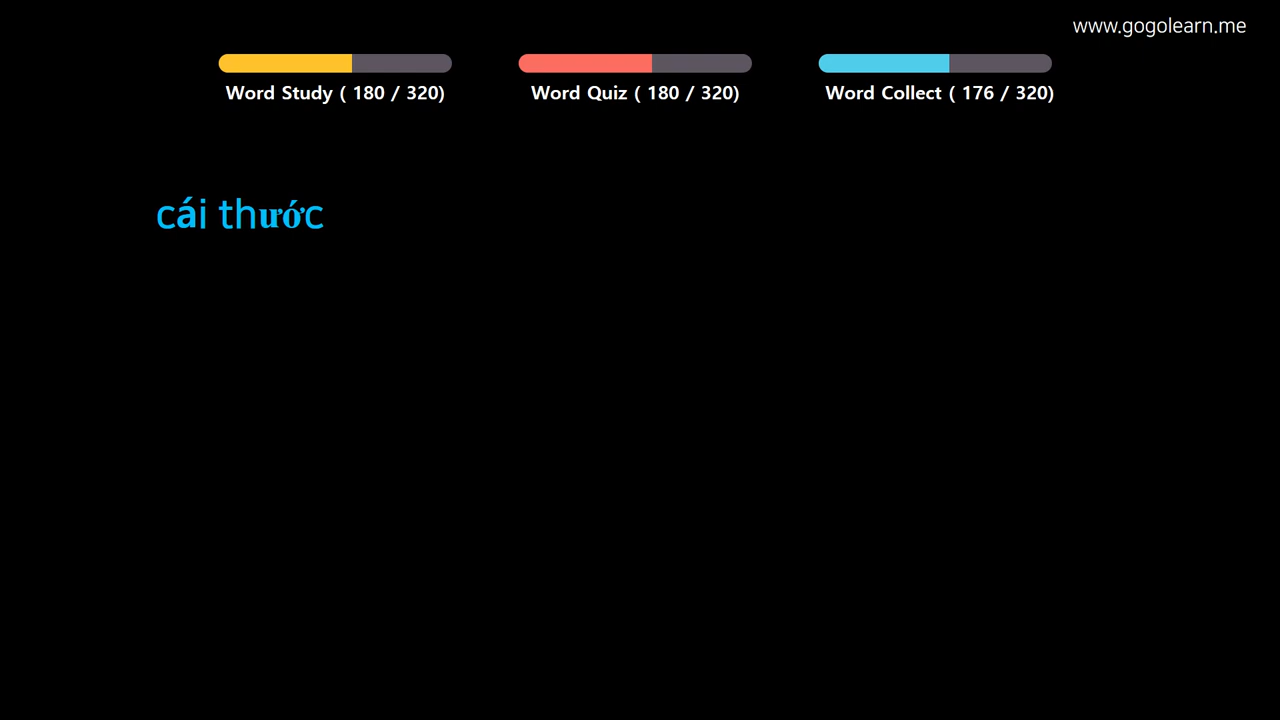 www.gogolearn.me
Word Study ( 180 / 320)
Word Quiz ( 180 / 320)
Word Collect ( 176 / 320)
cái thước